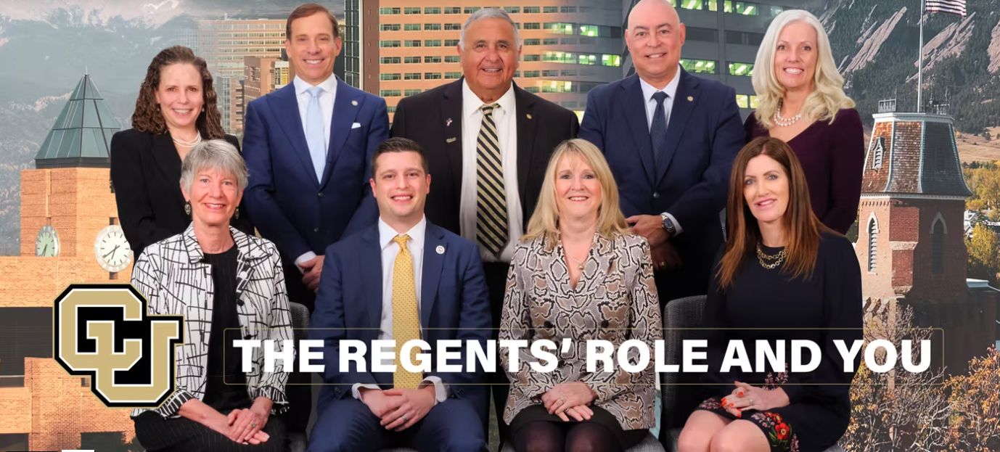 CU
THE REGENTS' ROLE AND YOU